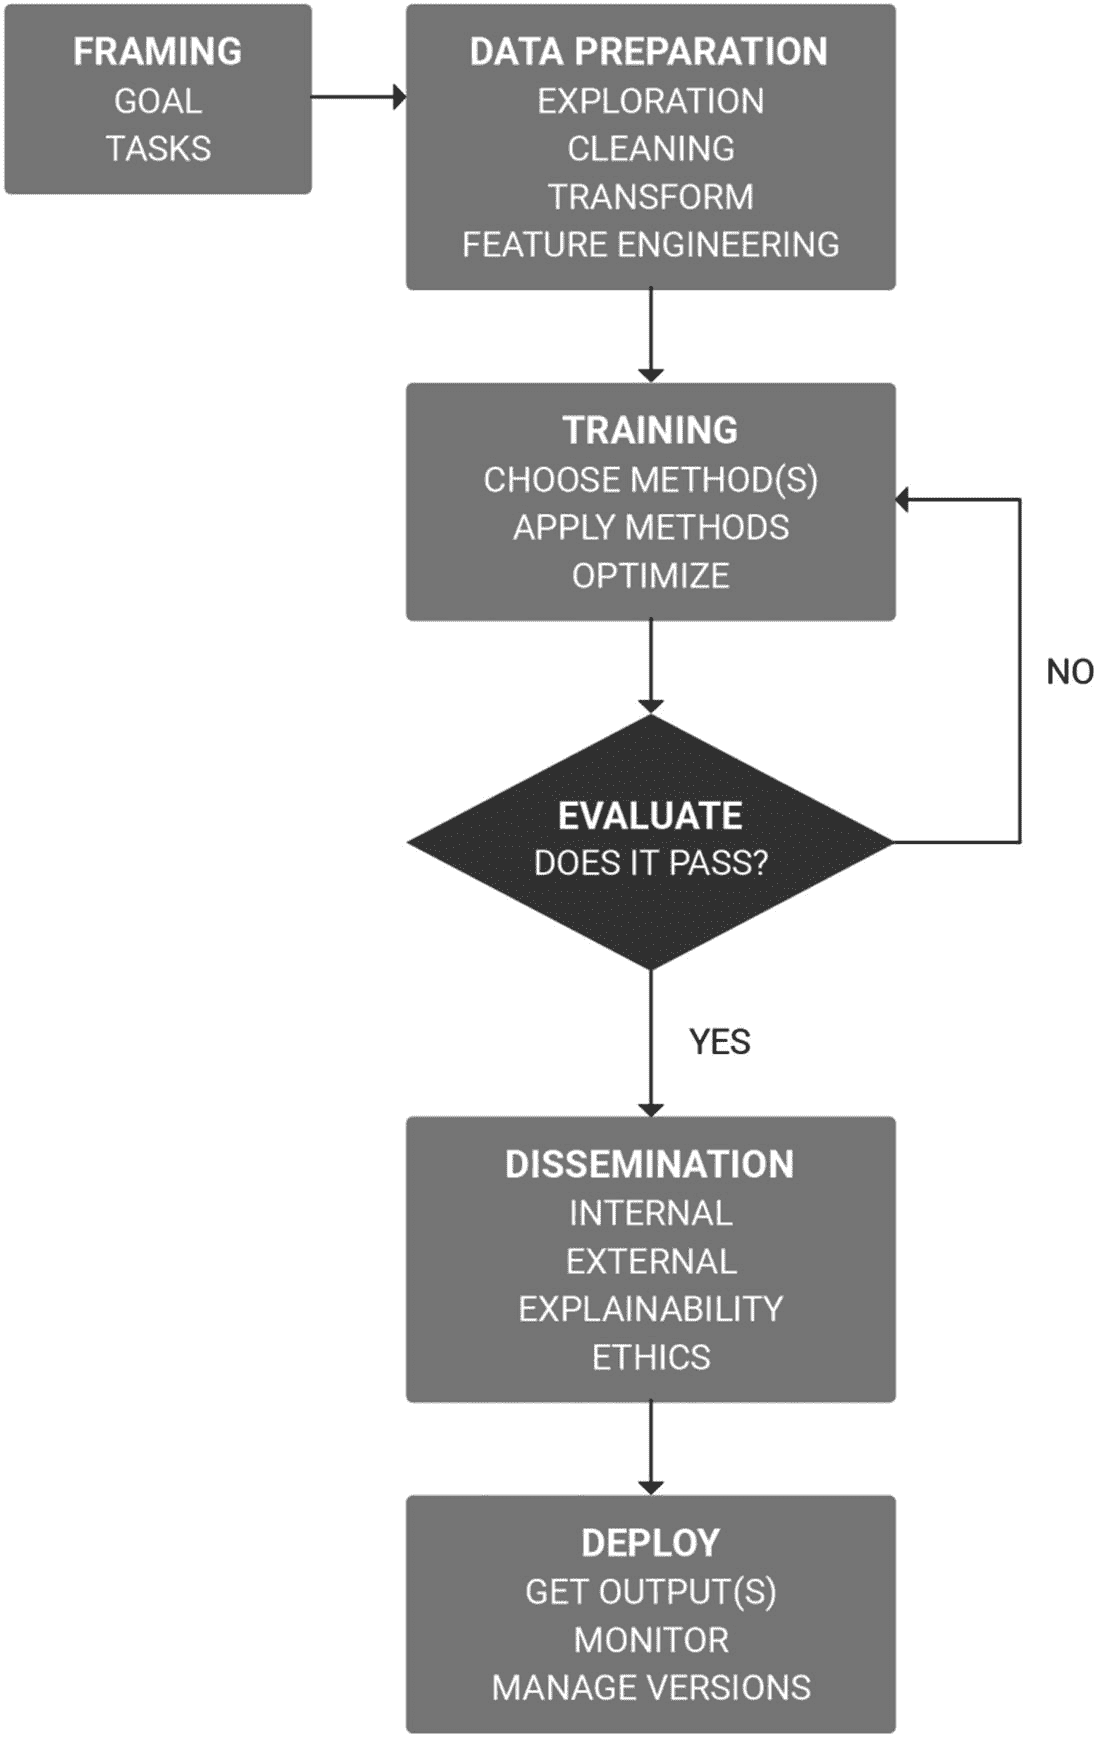 FRAMING
GOAL
TASKS
DATA PREPARATION
EXPLORATION
CLEANING
TRANSFORM
FEATURE ENGINEERING
TRAINING
CHOOSE METHOD(S)
APPLY METHODS
OPTIMIZE
NO
EVALUATE
DOES IT PASS?
YES
DISSEMINATION
INTERNAL
EXTERNAL
EXPLAINABILITY
ETHICS
DEPLOY
GET OUTPUT(S)
MONITOR
MANAGE VERSIONS